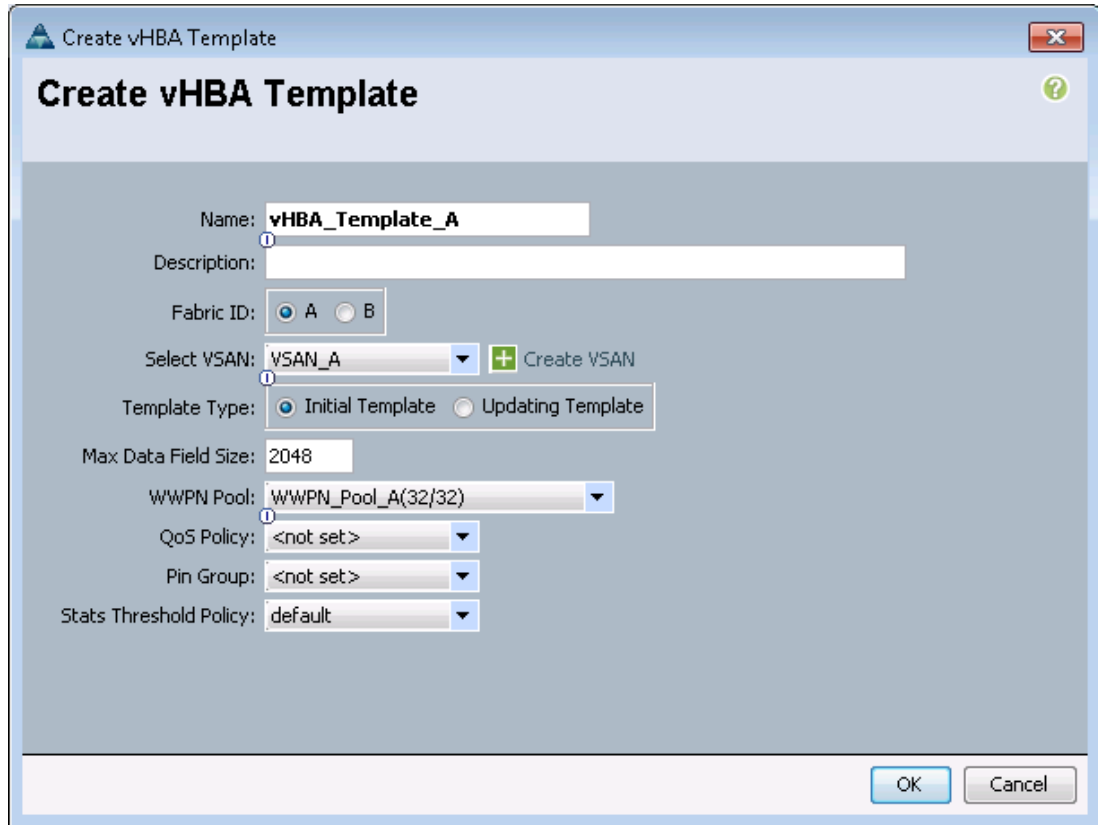 Create vHBA Template
Create vHBA Template
Name: vHBA_Template_A
Description:
Fabric ID: A B
Select VSAN: VSAN_A Create VSAN
Template Type: Initial Template Updating Template
Max Data Field Size: 2048
WWPN Pool: WWPN_Pool_A(32/32)
QoS Policy: <not set>
Pin Group: <not set>
Stats Threshold Policy: default
OK Cancel